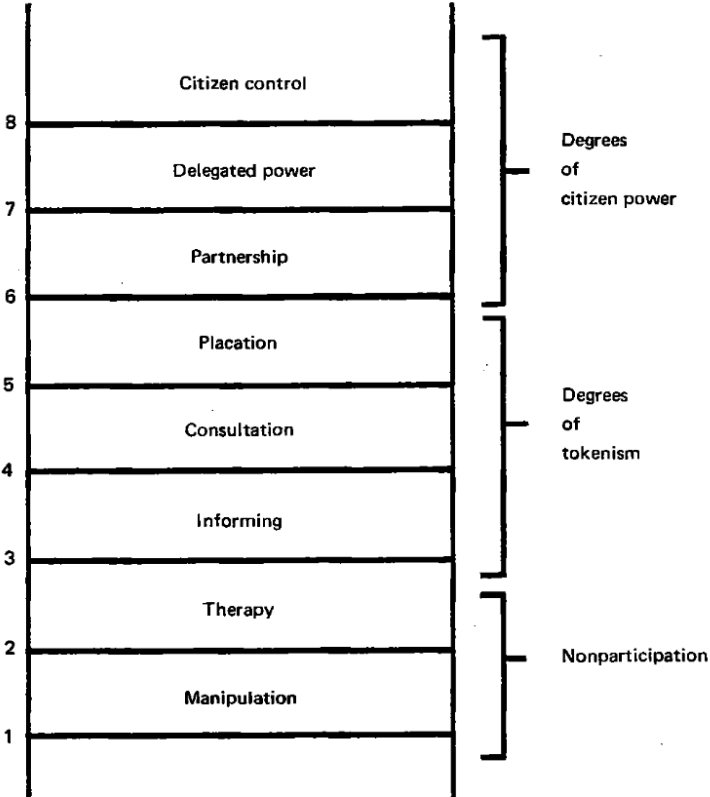 Citizen control
8
Delegated power
7
Partnership
6
Placation
5
Consultation
4
Informing
3
Therapy
2
Manipulation
1
Degrees
of
citizen power
Degrees
of
tokenism
Nonparticipation